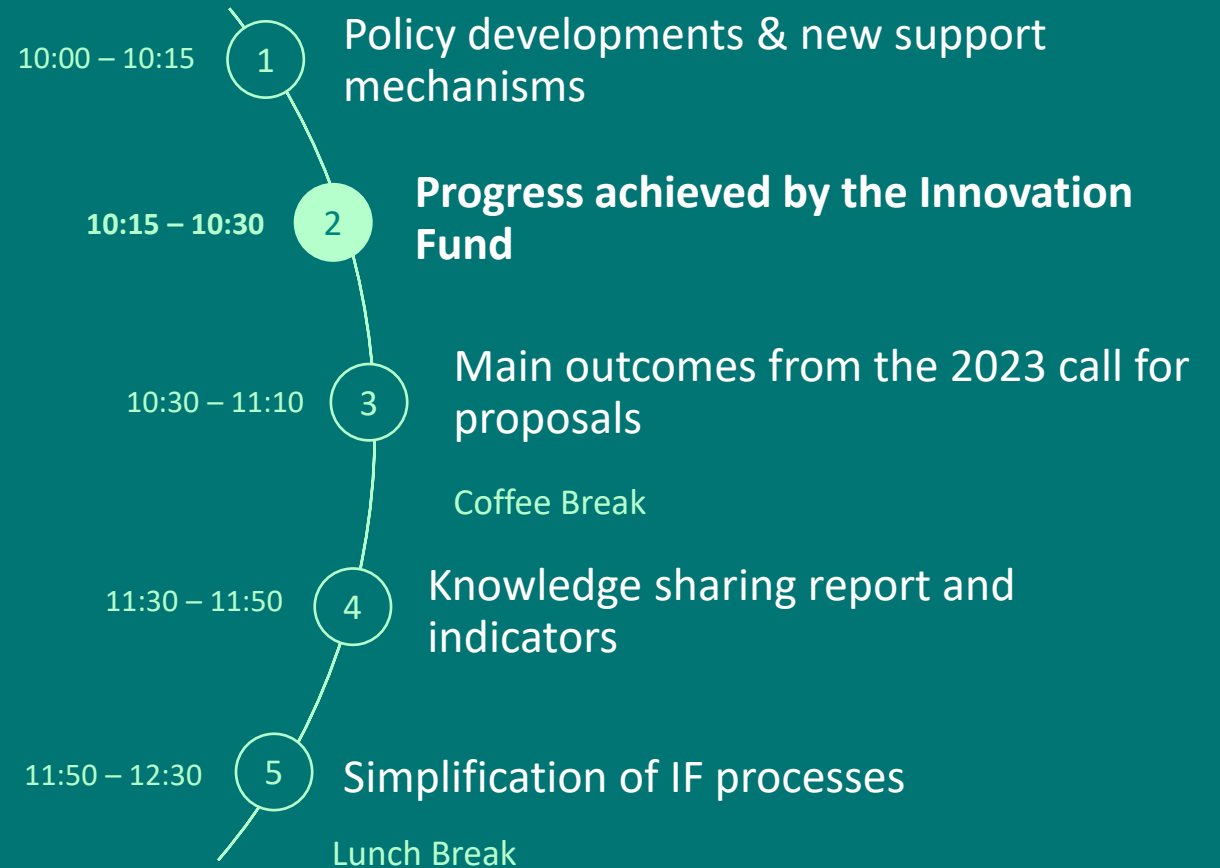 10:00 – 10:15
1
Policy developments & new support
mechanisms
10:15 – 10:30
2
Progress achieved by the Innovation
Fund
10:30 – 11:10
3
Main outcomes from the 2023 call for
proposals
Coffee Break
11:30 – 11:50
4
Knowledge sharing report and
indicators
11:50 – 12:30
5
Simplification of IF processes
Lunch Break